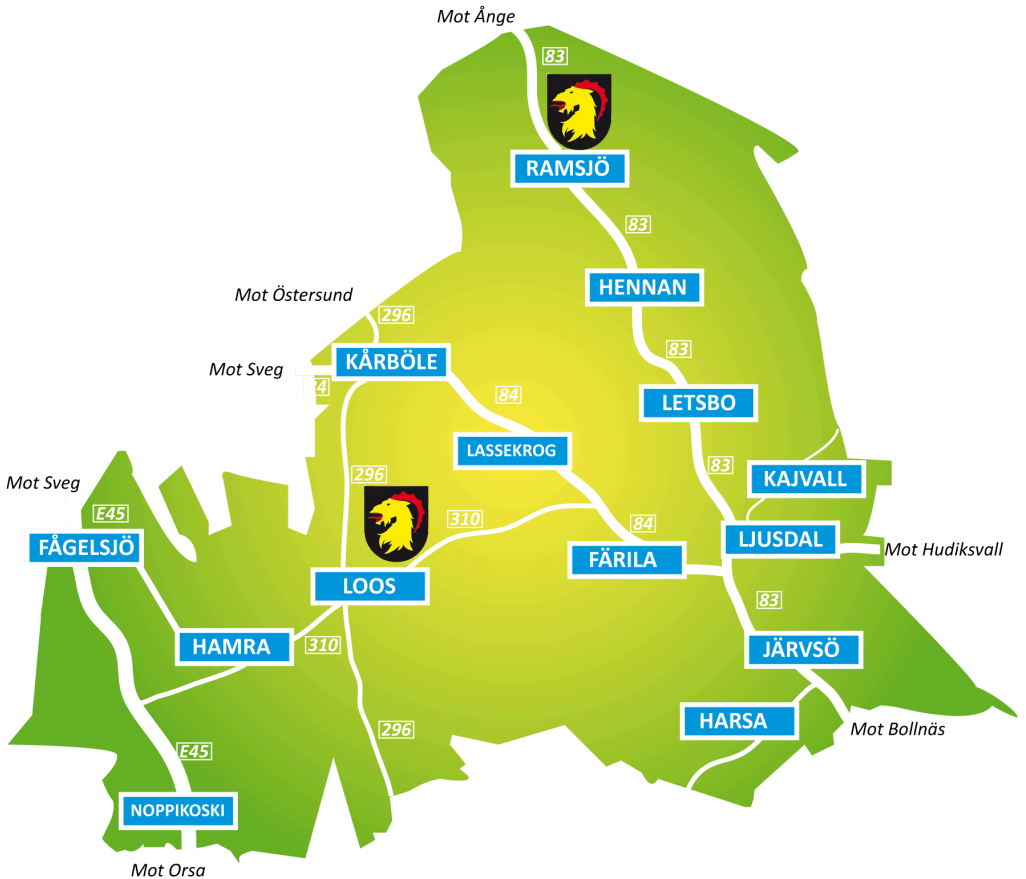 Mot Ånge
83
RAMSJÖ
83
HENNAN
Mot Östersund
296
83
KÅRBÖLE
Mot Sveg
84
84
LETSBO
LASSEKROG
83
296
KAJVALL
Mot Sveg
E45
310
84
LJUSDAL
FÅGELSJÖ
Mot Hudiksvall
FÄRILA
LOOS
83
HAMRA
310
JÄRVSÖ
HARSA
296
Mot Bollnäs
E45
NOPPIKOSKI
Mot Orsa